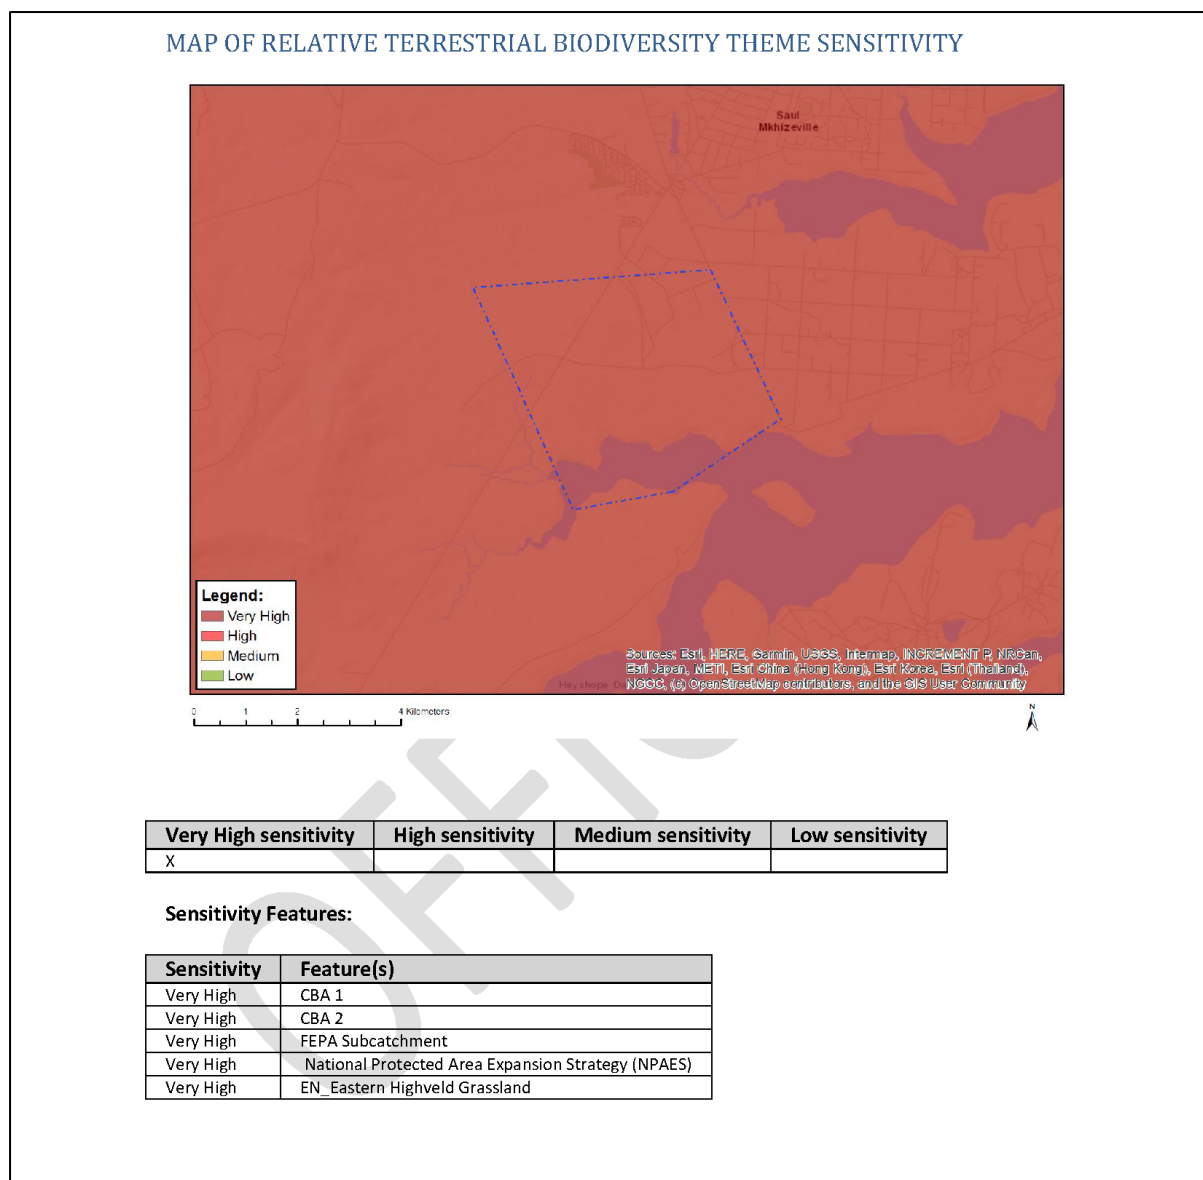 MAP OF RELATIVE TERRESTRIAL BIODIVERSITY THEME SENSITIVITY
Saul
Mkhizeville
Legend:
Very High
High
Medium
Low
Sources: Esri, HERE, Garmin, USGS, Intermap, INCREMENT P, NRCan,
Esri Japan, METI, Esri China (Hong Kong), Esri Korea, Esri (Thailand),
Heyshope
NGCC, (c) OpenStreetMap contributors, and the GIS User Community
0 1 2 4 Kilometers
N
Very High sensitivity High sensitivity Medium sensitivity Low sensitivity
X
Sensitivity Features:
Sensitivity Feature(s)
Very High CBA 1
Very High CBA 2
Very High FEPA Subcatchment
Very High National Protected Area Expansion Strategy (NPAES)
Very High EN_Eastern Highveld Grassland